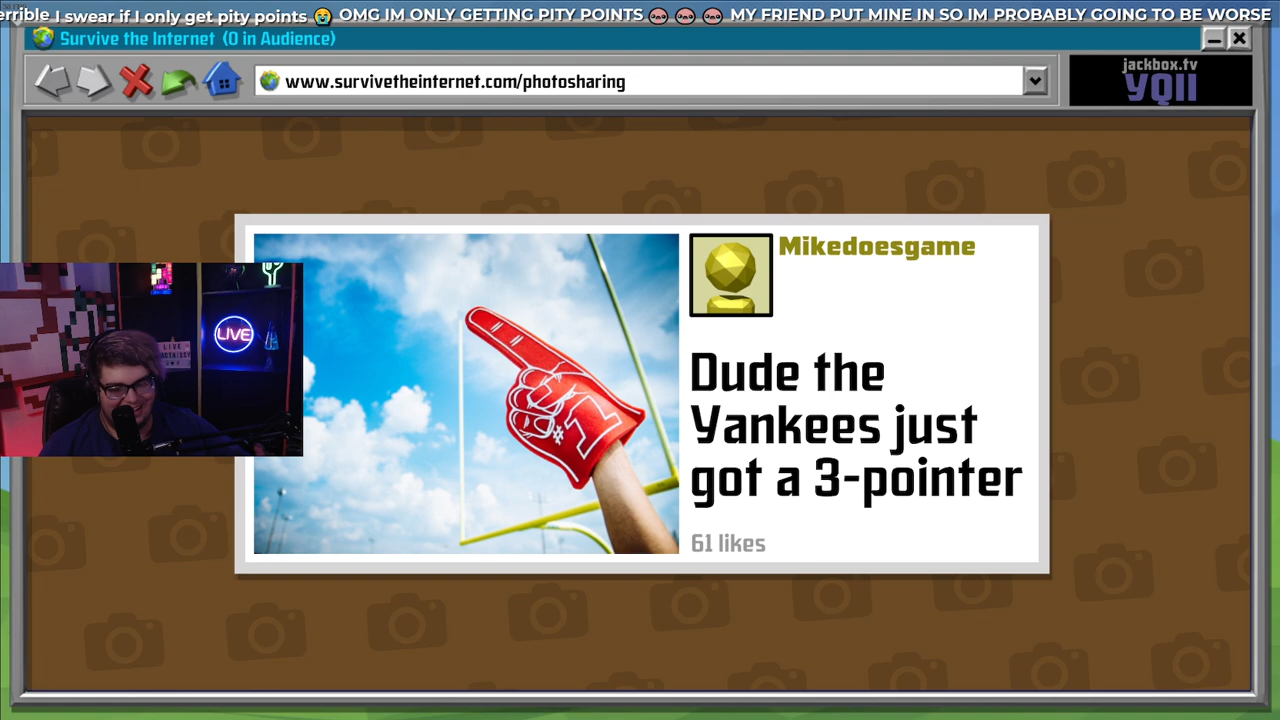 errible I swear if I only get pity points 😭 OMG IM ONLY GETTING PITY POINTS MY FRIEND PUT MINE IN SO IM PROBABLY GOING TO BE WORSE
Survive the Internet (0 in Audience)
www.survivetheinternet.com/photosharing
jackbox.tv
YQII
Mikedoesgame
Dude the
Yankees just
got a 3-pointer
61 likes
#1
LIVE
LIVE